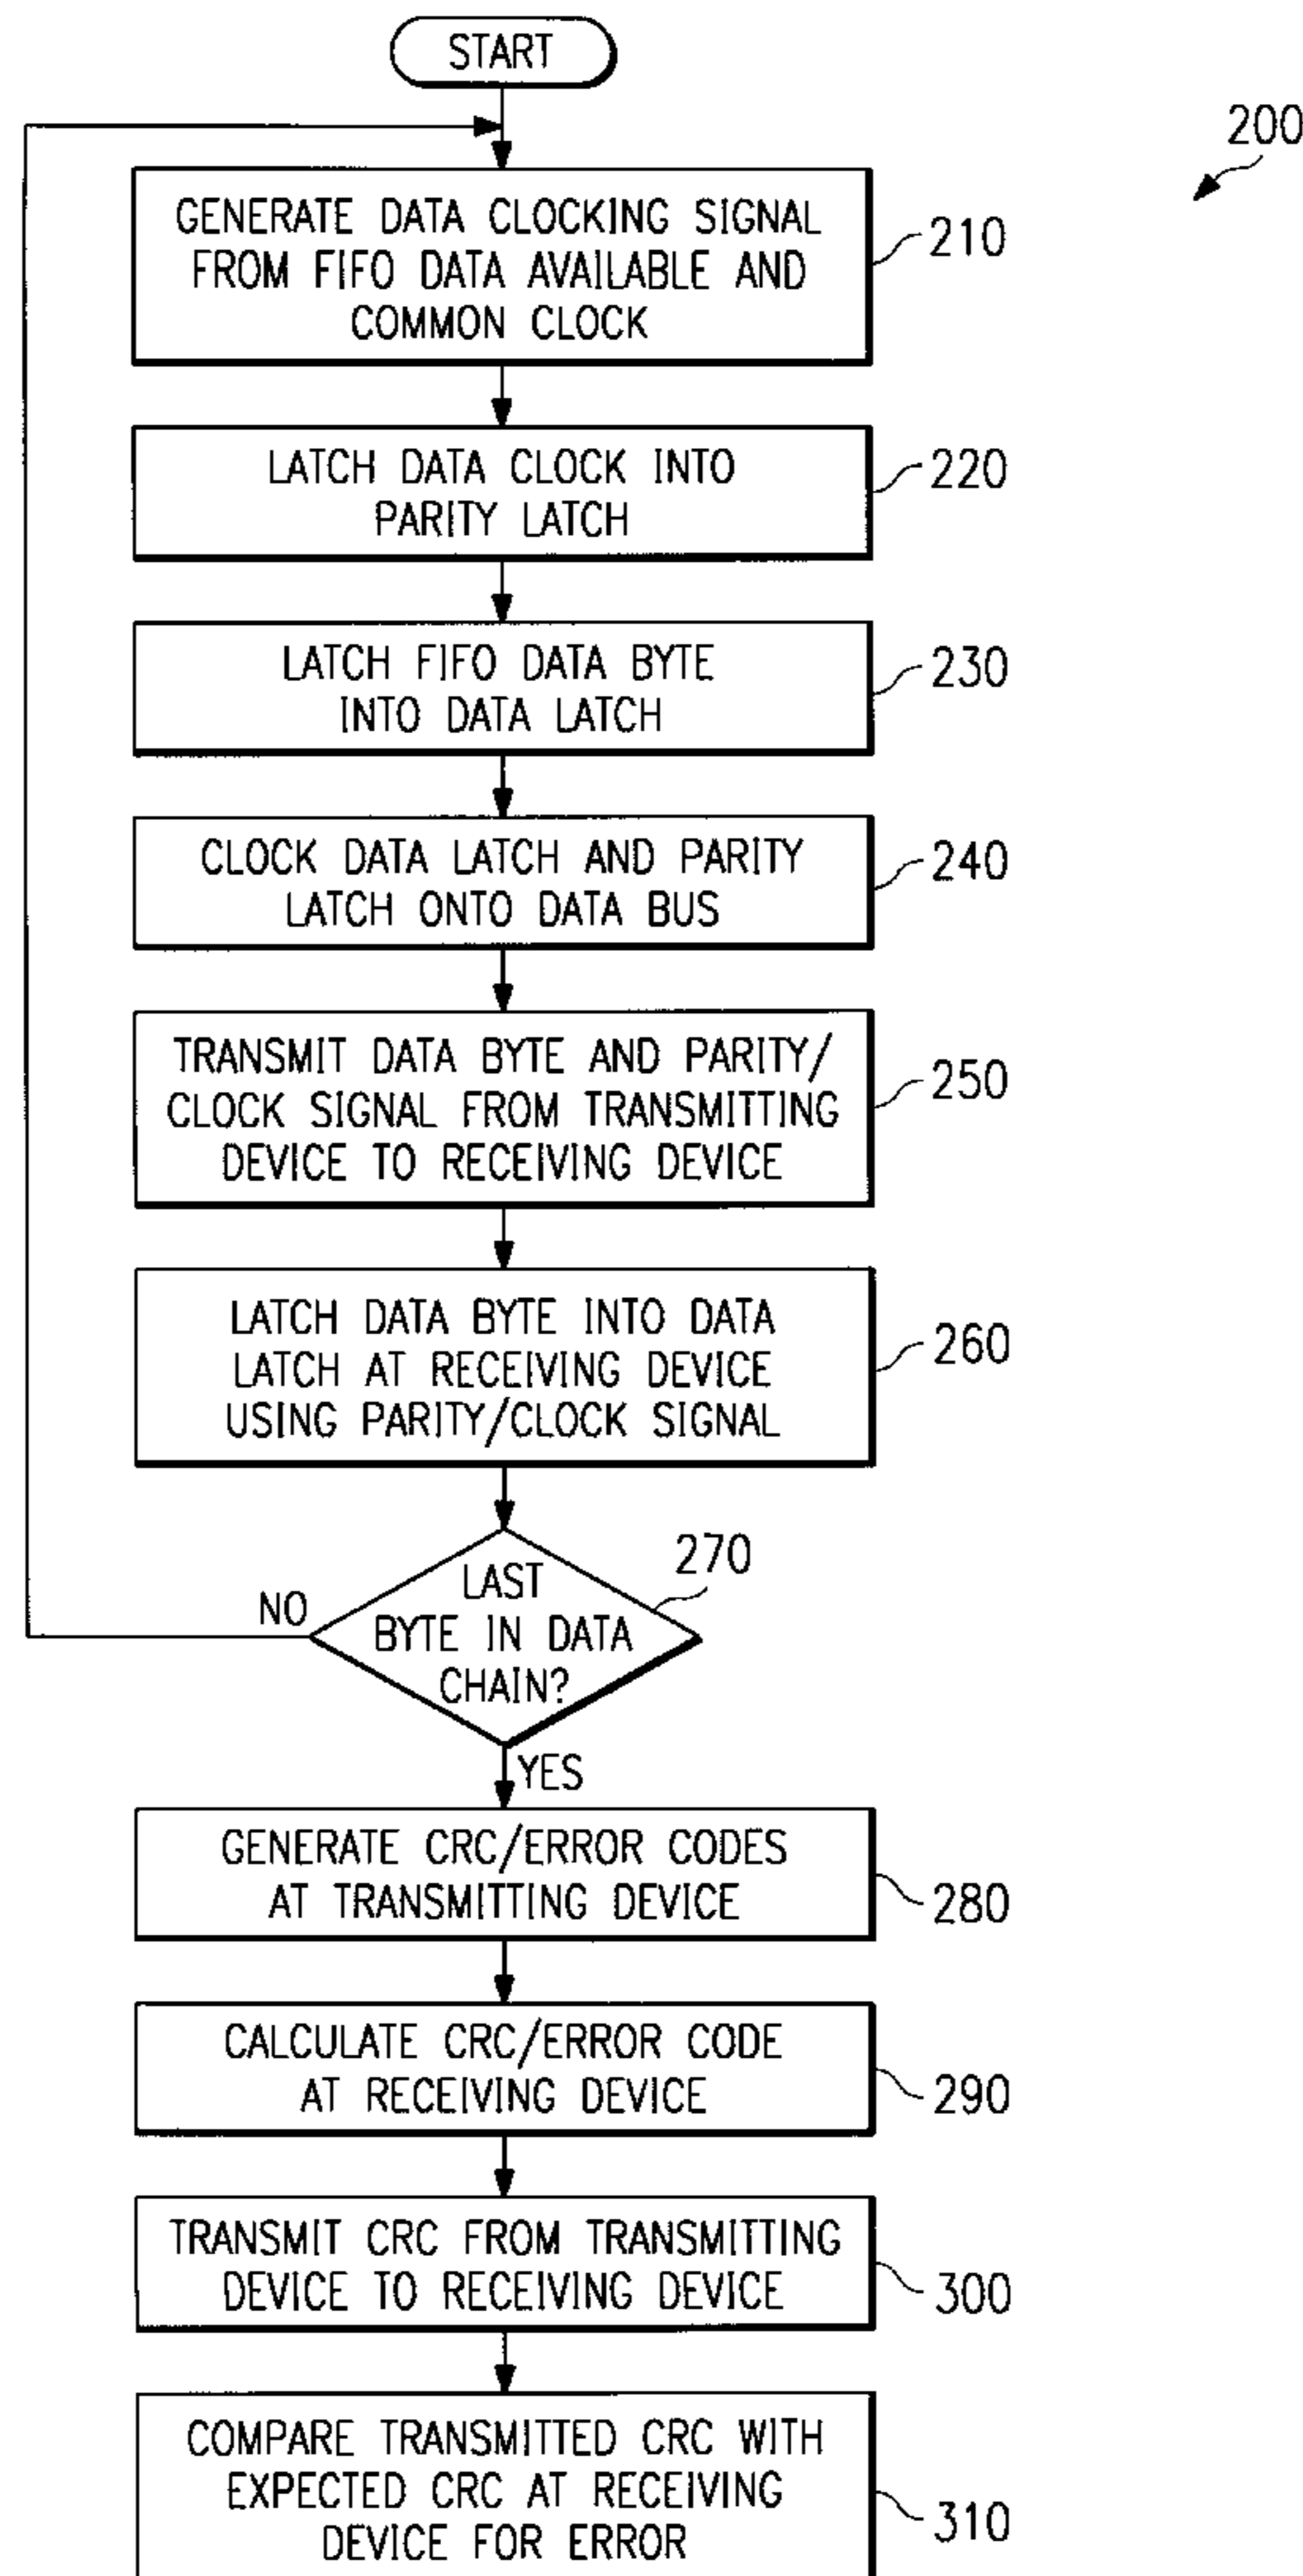 START
200
GENERATE DATA CLOCKING SIGNAL
FROM FIFO DATA AVAILABLE AND
COMMON CLOCK
210
LATCH DATA CLOCK INTO
PARITY LATCH
220
LATCH FIFO DATA BYTE
INTO DATA LATCH
230
CLOCK DATA LATCH AND PARITY
LATCH ONTO DATA BUS
240
TRANSMIT DATA BYTE AND PARITY/
CLOCK SIGNAL FROM TRANSMITTING
DEVICE TO RECEIVING DEVICE
250
LATCH DATA BYTE INTO DATA
LATCH AT RECEIVING DEVICE
USING PARITY/CLOCK SIGNAL
260
LAST
BYTE IN DATA
CHAIN?
270
NO
YES
GENERATE CRC/ERROR CODES
AT TRANSMITTING DEVICE
280
CALCULATE CRC/ERROR CODE
AT RECEIVING DEVICE
290
TRANSMIT CRC FROM TRANSMITTING
DEVICE TO RECEIVING DEVICE
300
COMPARE TRANSMITTED CRC WITH
EXPECTED CRC AT RECEIVING
DEVICE FOR ERROR
310